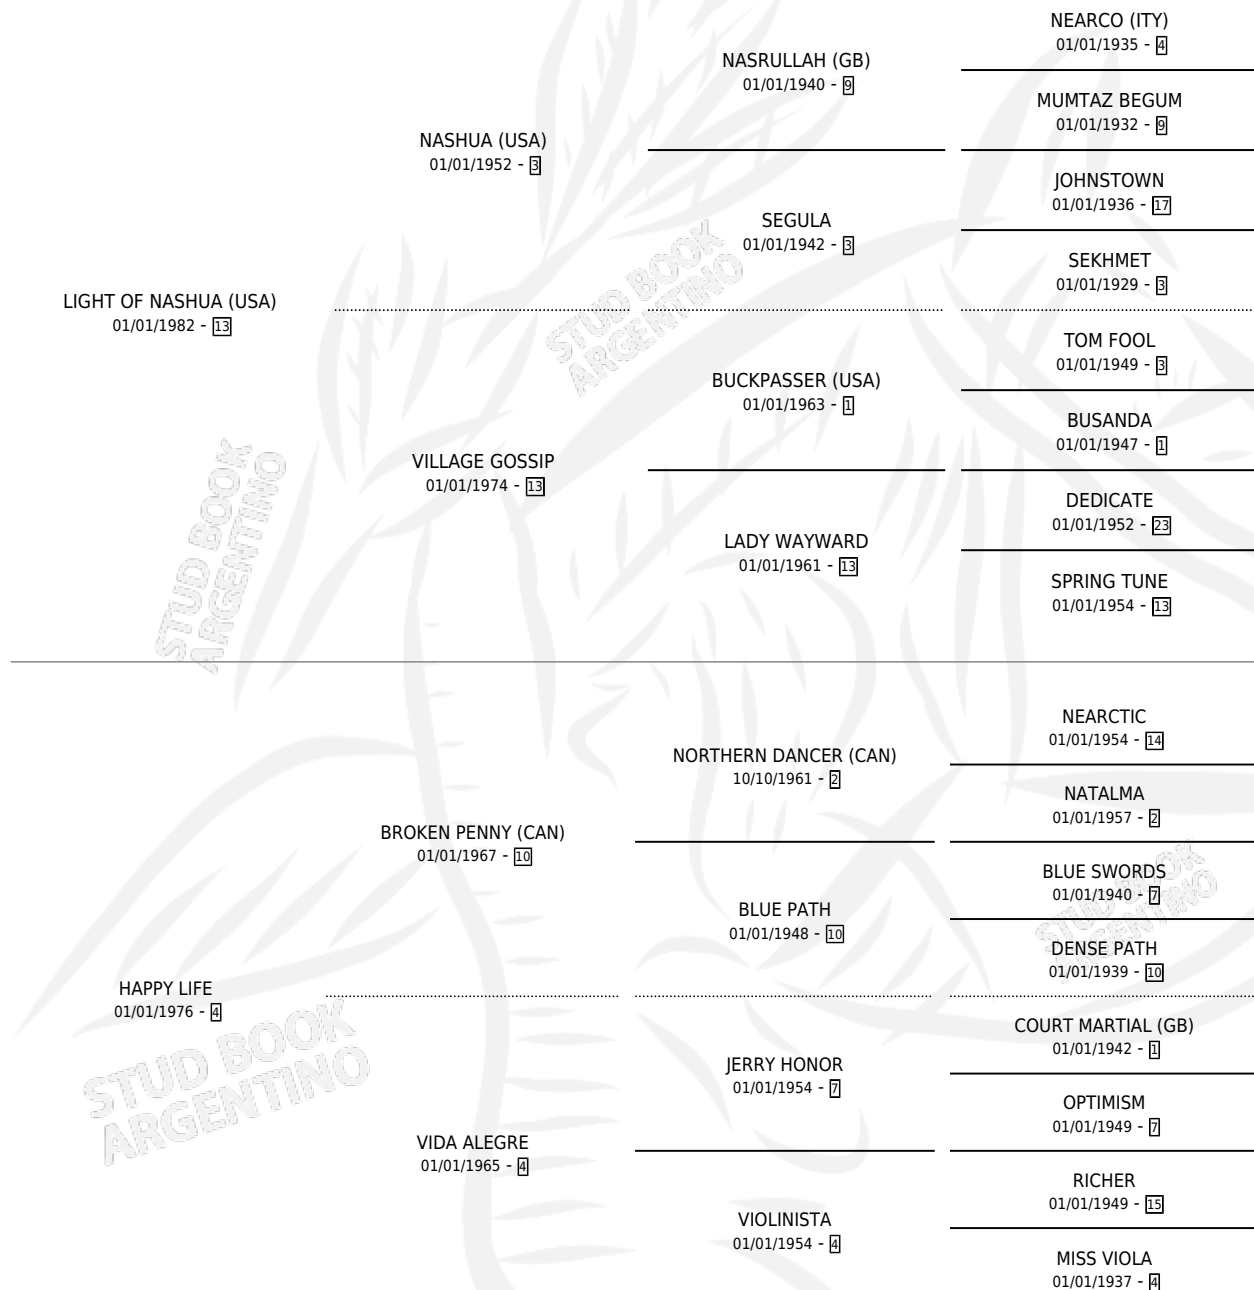 NEARCO (ITY)
01/01/1935 - 4
NASRULLAH (GB)
01/01/1940 - 9
MUMTAZ BEGUM
01/01/1932 - 9
NASHUA (USA)
01/01/1952 - 3
JOHNSTOWN
01/01/1936 - 17
SEGULA
01/01/1942 - 3
SEKHMET
01/01/1929 - 3
LIGHT OF NASHUA (USA)
01/01/1982 - 13
TOM FOOL
01/01/1949 - 3
BUCKPASSER (USA)
01/01/1963 - 1
BUSANDA
01/01/1947 - 1
VILLAGE GOSSIP
01/01/1974 - 13
DEDICATE
01/01/1952 - 23
LADY WAYWARD
01/01/1961 - 13
SPRING TUNE
01/01/1954 - 13
STUD BOOK
ARGENTINO
STUD BOOK
ARGENTINO
NEARCTIC
01/01/1954 - 14
NORTHERN DANCER (CAN)
10/10/1961 - 2
NATALMA
01/01/1957 - 2
BROKEN PENNY (CAN)
01/01/1967 - 10
BLUE SWORDS
01/01/1940 - 7
BLUE PATH
01/01/1948 - 10
DENSE PATH
01/01/1939 - 10
STUD BOOK
ARGENTINO
HAPPY LIFE
01/01/1976 - 4
COURT MARTIAL (GB)
01/01/1942 - 1
JERRY HONOR
01/01/1954 - 7
OPTIMISM
01/01/1949 - 7
VIDA ALEGRE
01/01/1965 - 4
RICHER
01/01/1949 - 15
VIOLINISTA
01/01/1954 - 4
MISS VIOLA
01/01/1937 - 4
STUD BOOK
ARGENTINO